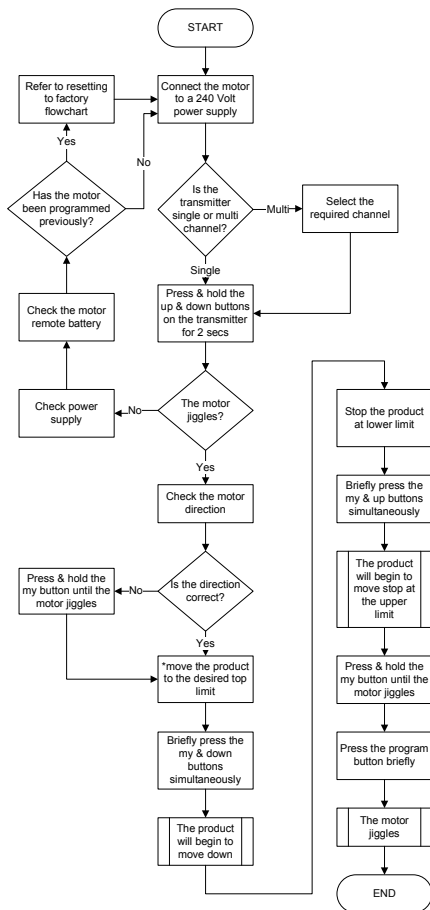 START
Refer to resetting
to factory
flowchart
Connect the motor
to a 240 Volt
power supply
Yes
No
Has the motor
been programmed
previously?
Is the
transmitter
single or multi
channel?
Multi
Select the
required channel
Single
Check the motor
remote battery
Press & hold the
up & down buttons
on the transmitter
for 2 secs
Check power
supply
No
The motor
jiggles?
Yes
Check the motor
direction
Press & hold the
my button until the
motor jiggles
No
Is the direction
correct?
Yes
*move the product
to the desired top
limit
Briefly press the
my & down
buttons
simultaneously
The product
will begin to
move down
Stop the product
at lower limit
Briefly press the
my & up buttons
simultaneously
The product
will begin to
move stop at
the upper
limit
Press & hold the
my button until the
motor jiggles
Press the program
button briefly
The motor
jiggles
END